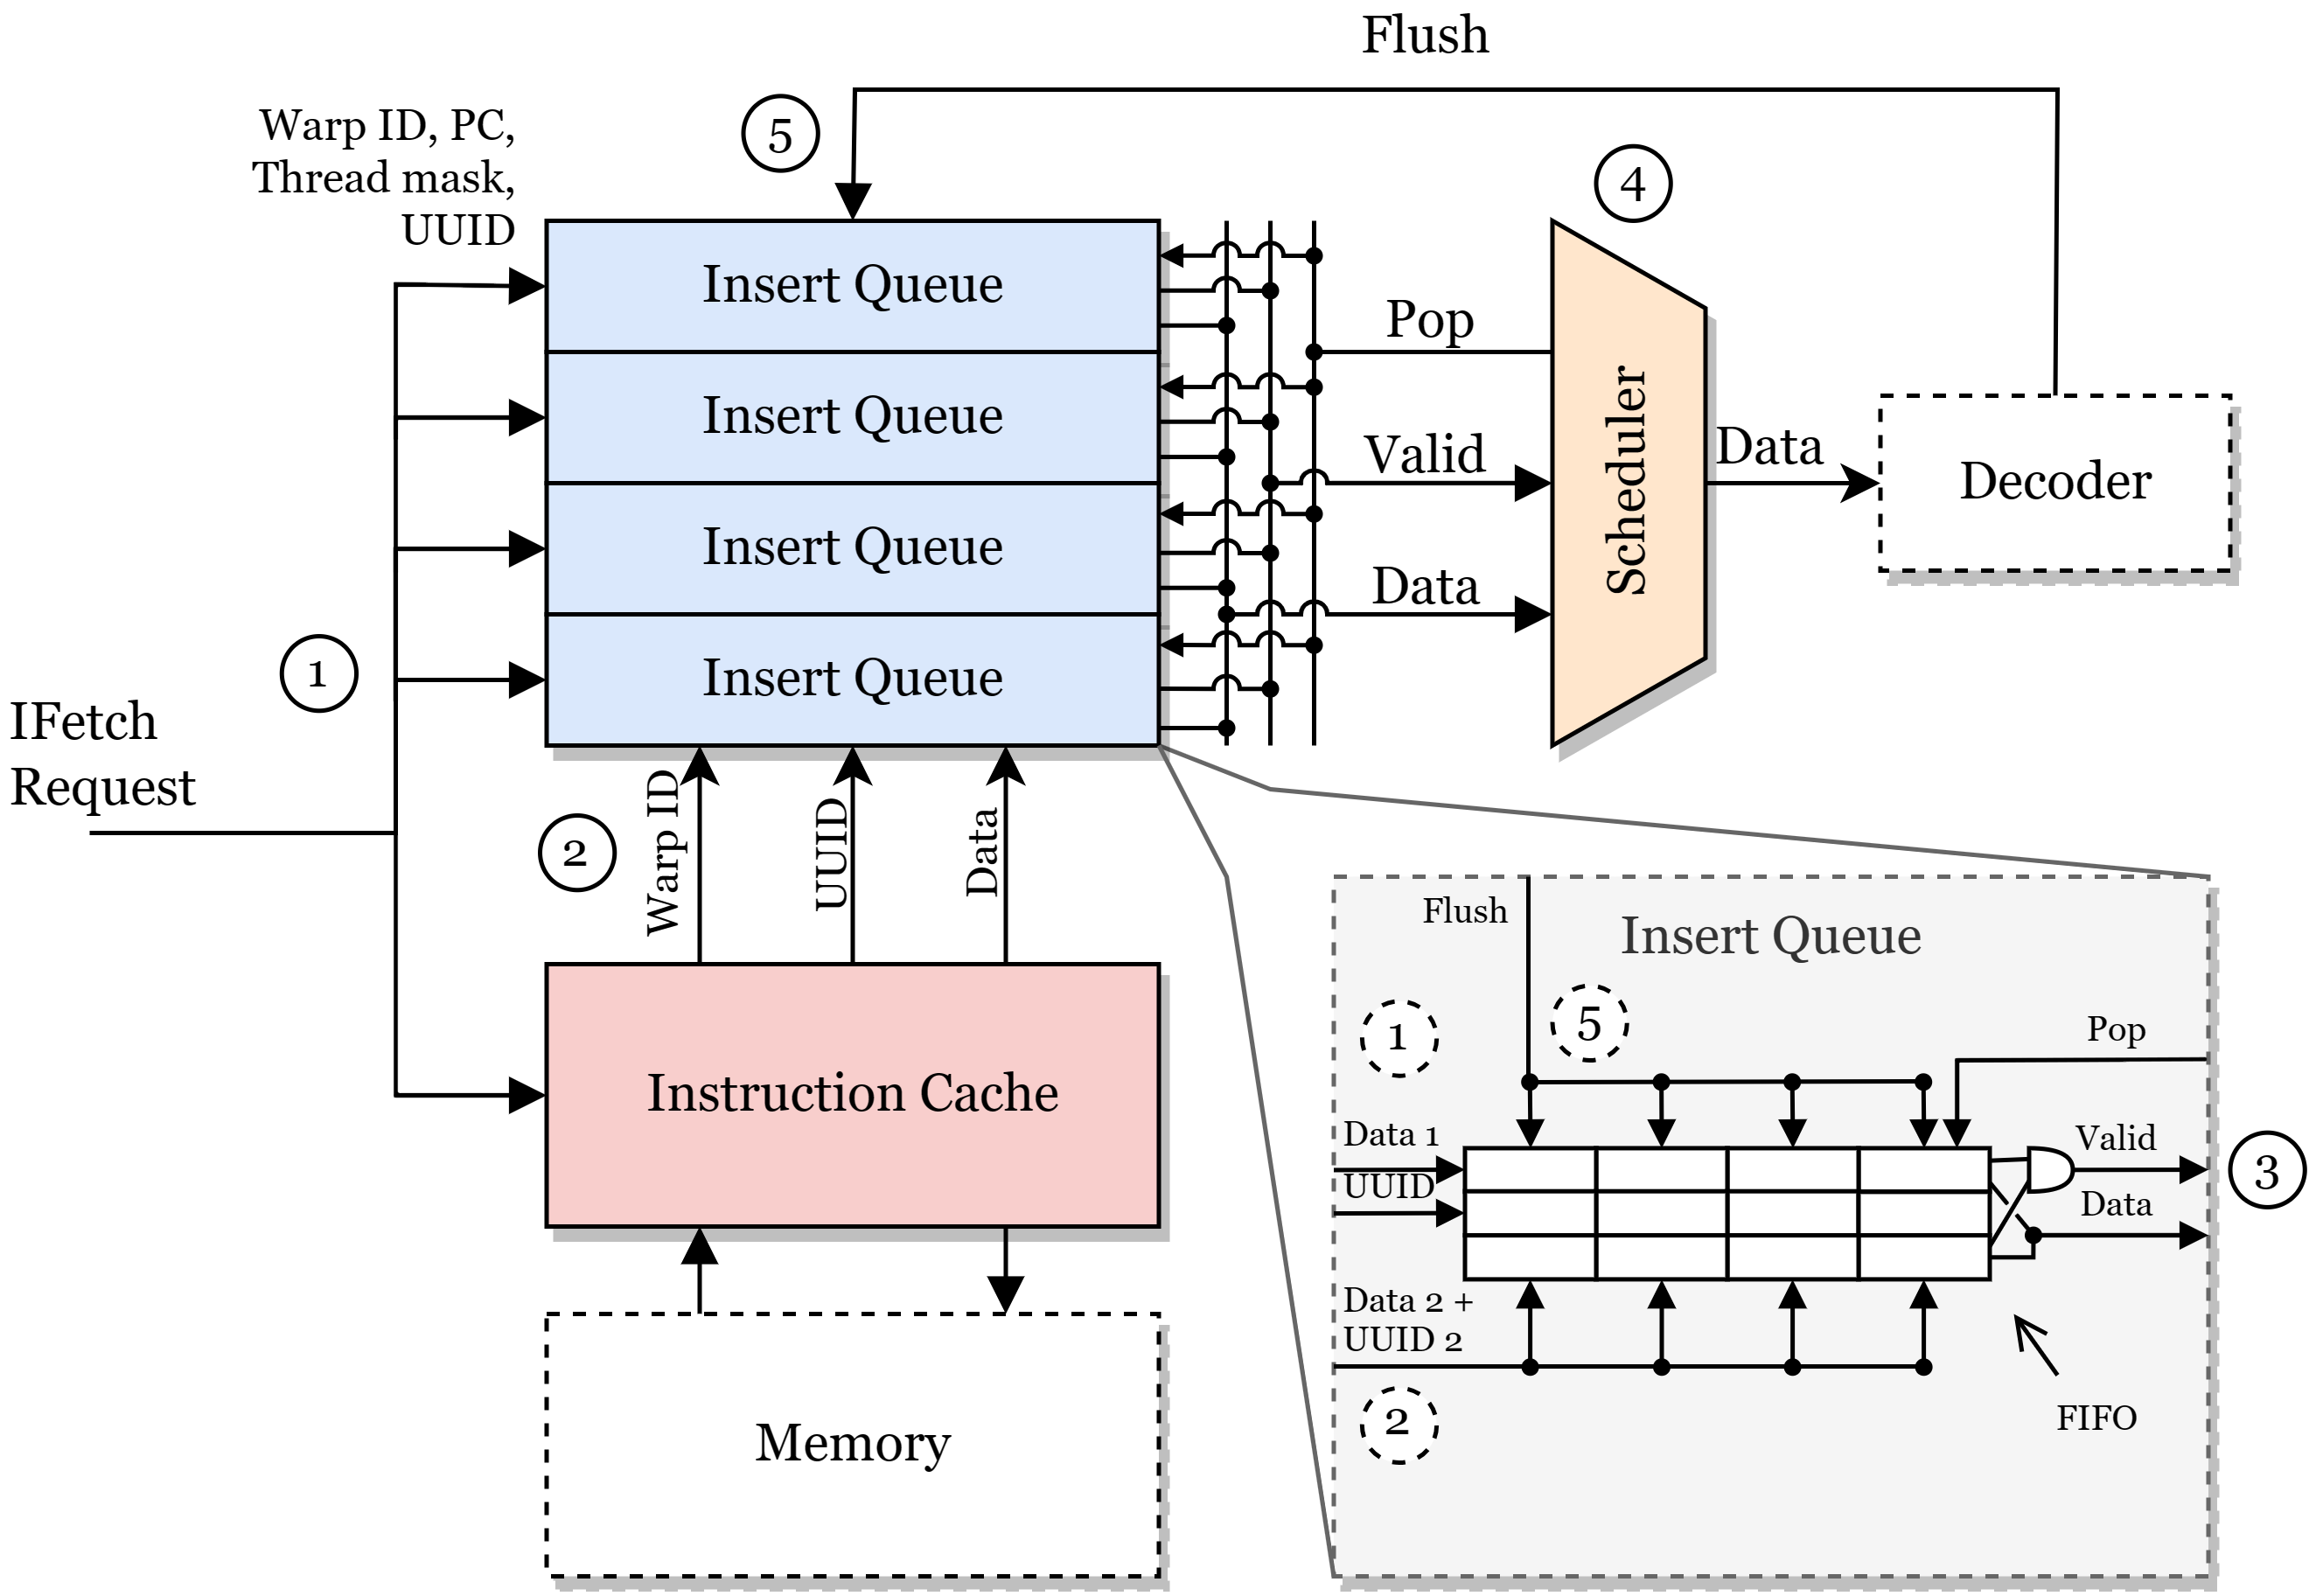 Flush
5
Warp ID, PC,
Thread mask,
UUID
4
Insert Queue
Insert Queue
Insert Queue
Insert Queue
Pop
Valid
Data
Scheduler
Data
Decoder
1
IFetch
Request
2
Warp ID
UUID
Data
Instruction Cache
Memory
Flush
Insert Queue
1
5
Pop
Data 1
UUID
Valid
Data
3
Data 2 +
UUID 2
2
FIFO